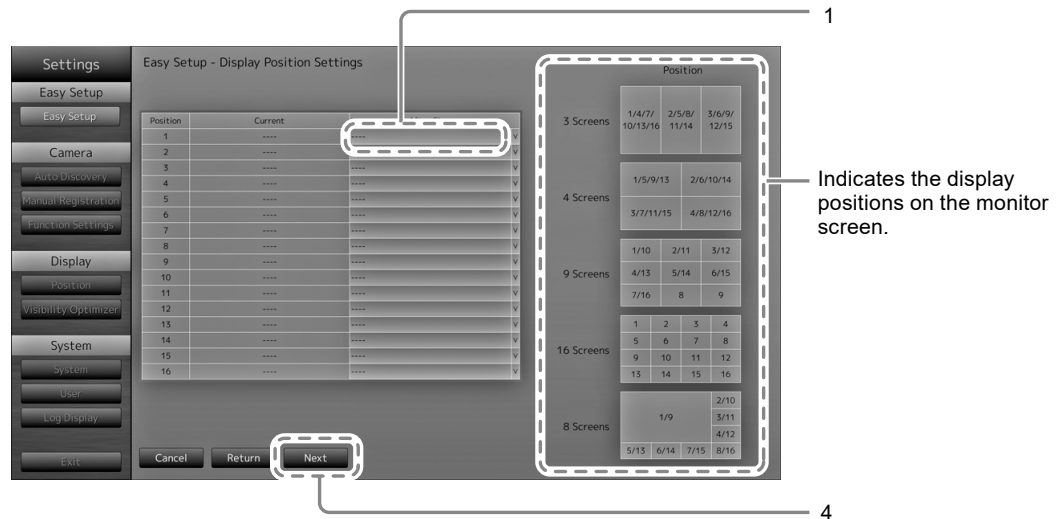 1
Settings
Easy Setup - Display Position Settings
Easy Setup
Easy Setup
Camera
Auto Discovery
Manual Registration
Function Settings
Display
Position
Visibility Optimizer
System
System
User
Log Display
Exit
Position Current
1 ---- ---- v
2 ---- ---- v
3 ---- ---- v
4 ---- ---- v
5 ---- ---- v
6 ---- ---- v
7 ---- ---- v
8 ---- ---- v
9 ---- ---- v
10 ---- ---- v
11 ---- ---- v
12 ---- ---- v
13 ---- ---- v
14 ---- ---- v
15 ---- ---- v
16 ---- ---- v
Cancel Return Next
Position
3 Screens
1/4/7/ 2/5/8/ 3/6/9/
10/13/16 11/14 12/15
4 Screens
1/5/9/13 2/6/10/14
3/7/11/15 4/8/12/16
9 Screens
1/10 2/11 3/12
4/13 5/14 6/15
7/16 8 9
16 Screens
1 2 3 4
5 6 7 8
9 10 11 12
13 14 15 16
8 Screens
1/9
2/10
3/11
4/12
5/13 6/14 7/15 8/16
Indicates the display
positions on the monitor
screen.
4